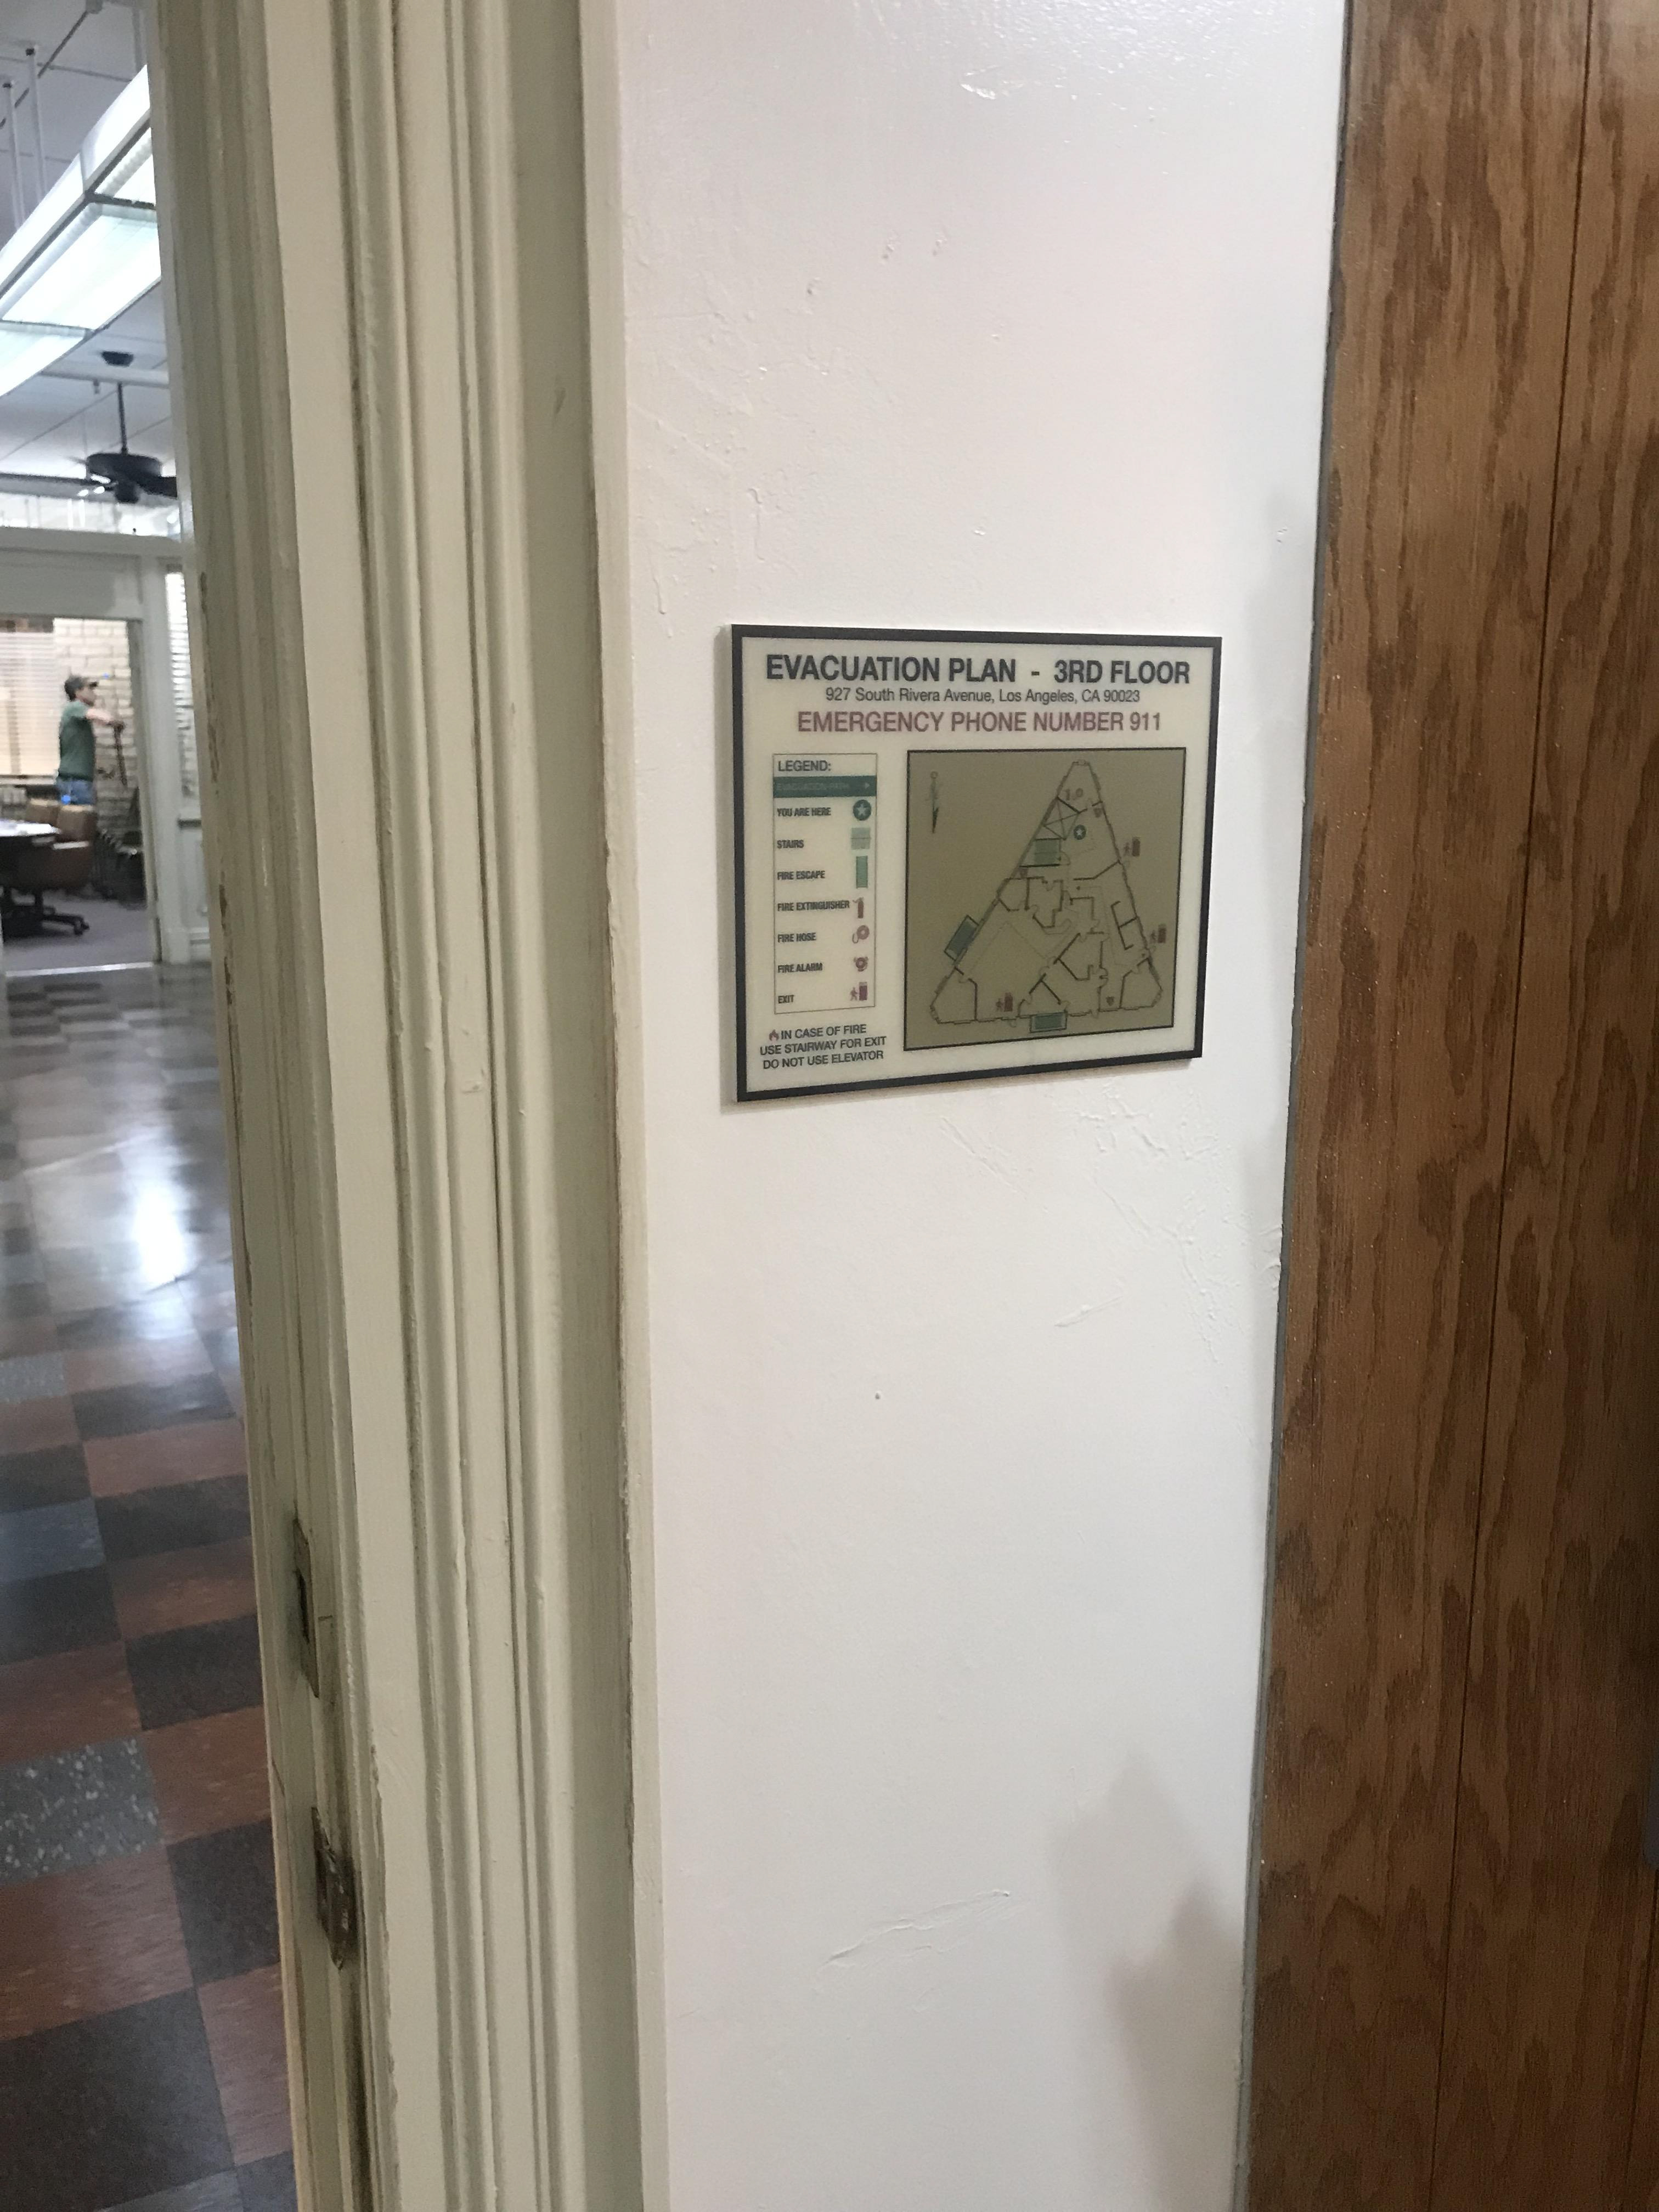 EVACUATION PLAN - 3RD FLOOR
927 South Rivera Avenue, Los Angeles, CA 90023
EMERGENCY PHONE NUMBER 911
LEGEND:
EVACUATION PATH
YOU ARE HERE
STAIRS
FIRE ESCAPE
FIRE EXTINGUISHER
FIRE HOSE
FIRE ALARM
EXIT
IN CASE OF FIRE
USE STAIRWAY FOR EXIT
DO NOT USE ELEVATOR